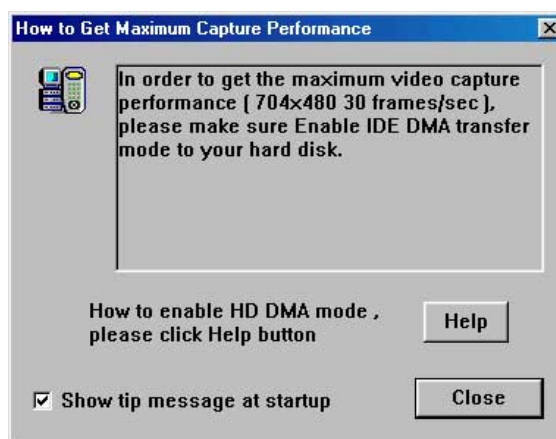 How to Get Maximum Capture Performance
In order to get the maximum video capture
performance ( 704x480 30 frames/sec ),
please make sure Enable IDE DMA transfer
mode to your hard disk.
How to enable HD DMA mode ,
please click Help button
Help
Show tip message at startup
Close